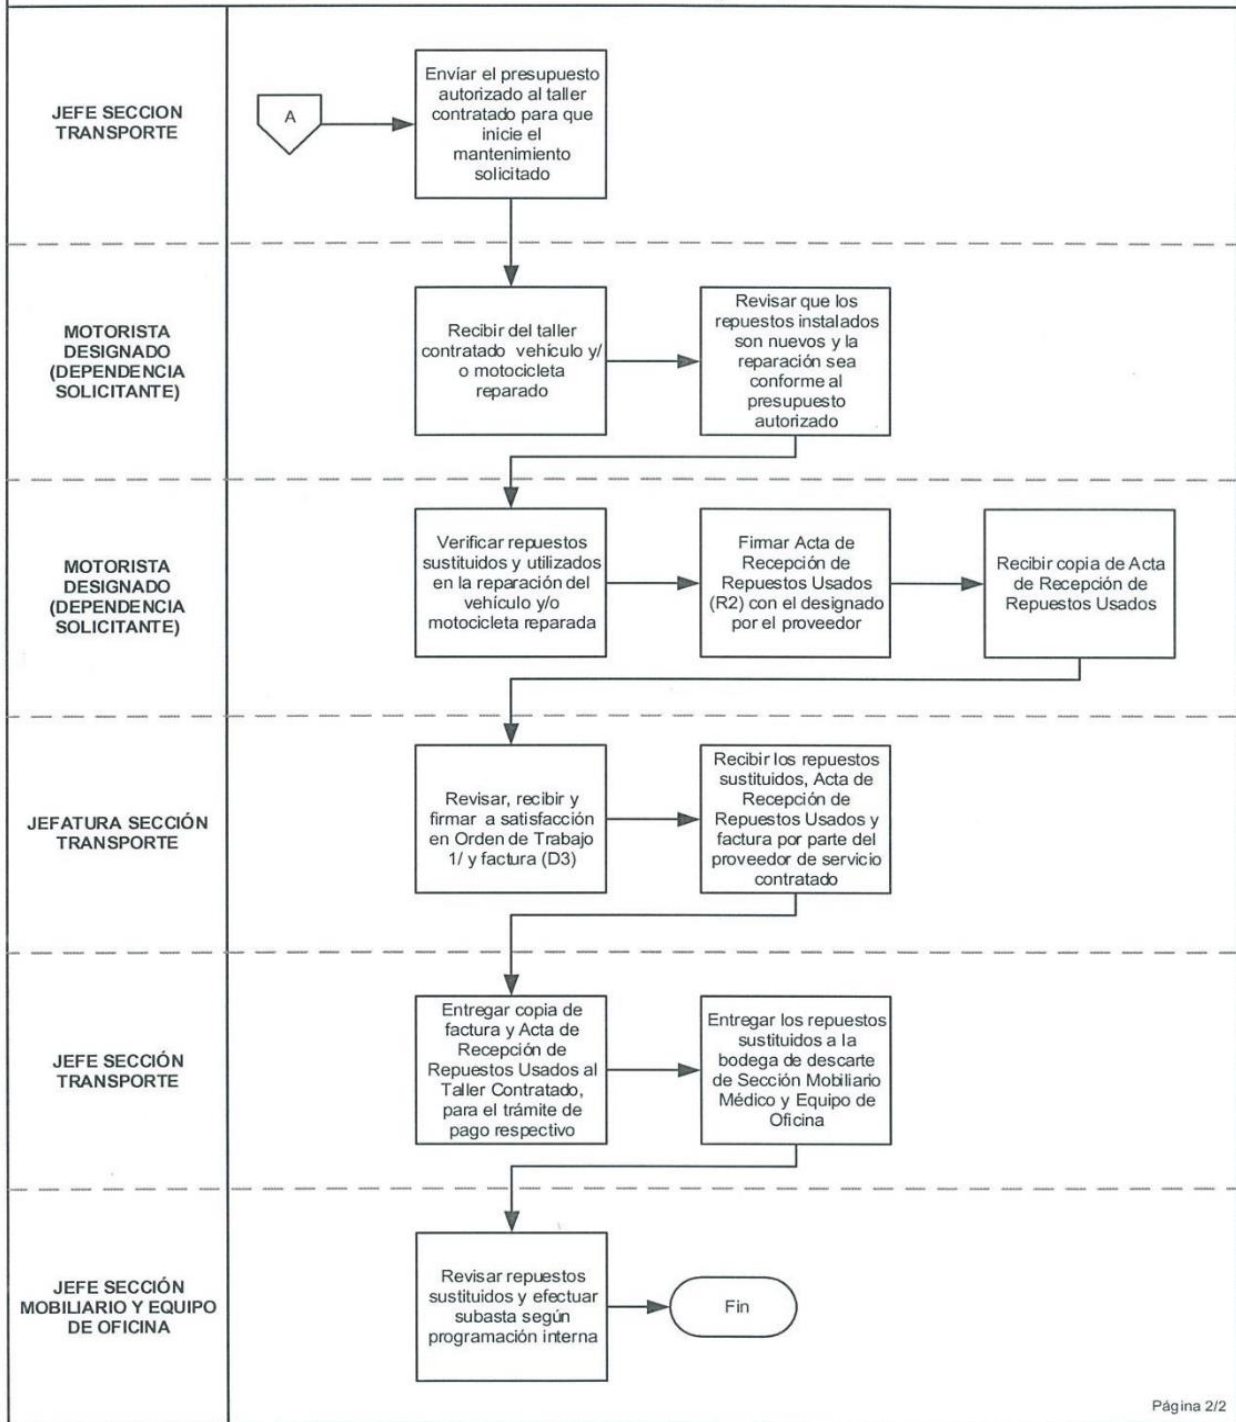 JEFE SECCION
TRANSPORTE
A
Envíar el presupuesto
autorizado al taller
contratado para que
inicie el
mantenimiento
solicitado
MOTORISTA
DESIGNADO
(DEPENDENCIA
SOLICITANTE)
Recibir del taller
contratado vehículo y/
o motocicleta
reparado
Revisar que los
repuestos instalados
son nuevos y la
reparación sea
conforme al
presupuesto
autorizado
MOTORISTA
DESIGNADO
(DEPENDENCIA
SOLICITANTE)
Verificar repuestos
sustituidos y utilizados
en la reparación del
vehículo y/o
motocicleta reparada
Firmar Acta de
Recepción de
Repuestos Usados
(R2) con el designado
por el proveedor
Recibir copia de Acta
de Recepción de
Repuestos Usados
JEFATURA SECCIÓN
TRANSPORTE
Revisar, recibir y
firmar a satisfacción
en Orden de Trabajo
1/ y factura (D3)
Recibir los repuestos
sustituidos, Acta de
Recepción de
Repuestos Usados y
factura por parte del
proveedor de servicio
contratado
JEFE SECCIÓN
TRANSPORTE
Entregar copia de
factura y Acta de
Recepción de
Repuestos Usados al
Taller Contratado,
para el trámite de
pago respectivo
Entregar los repuestos
sustituidos a la
bodega de descarte
de Sección Mobiliario
Médico y Equipo de
Oficina
JEFE SECCIÓN
MOBILIARIO Y EQUIPO
DE OFICINA
Revisar repuestos
sustituidos y efectuar
subasta según
programación interna
Fin
Página 2/2